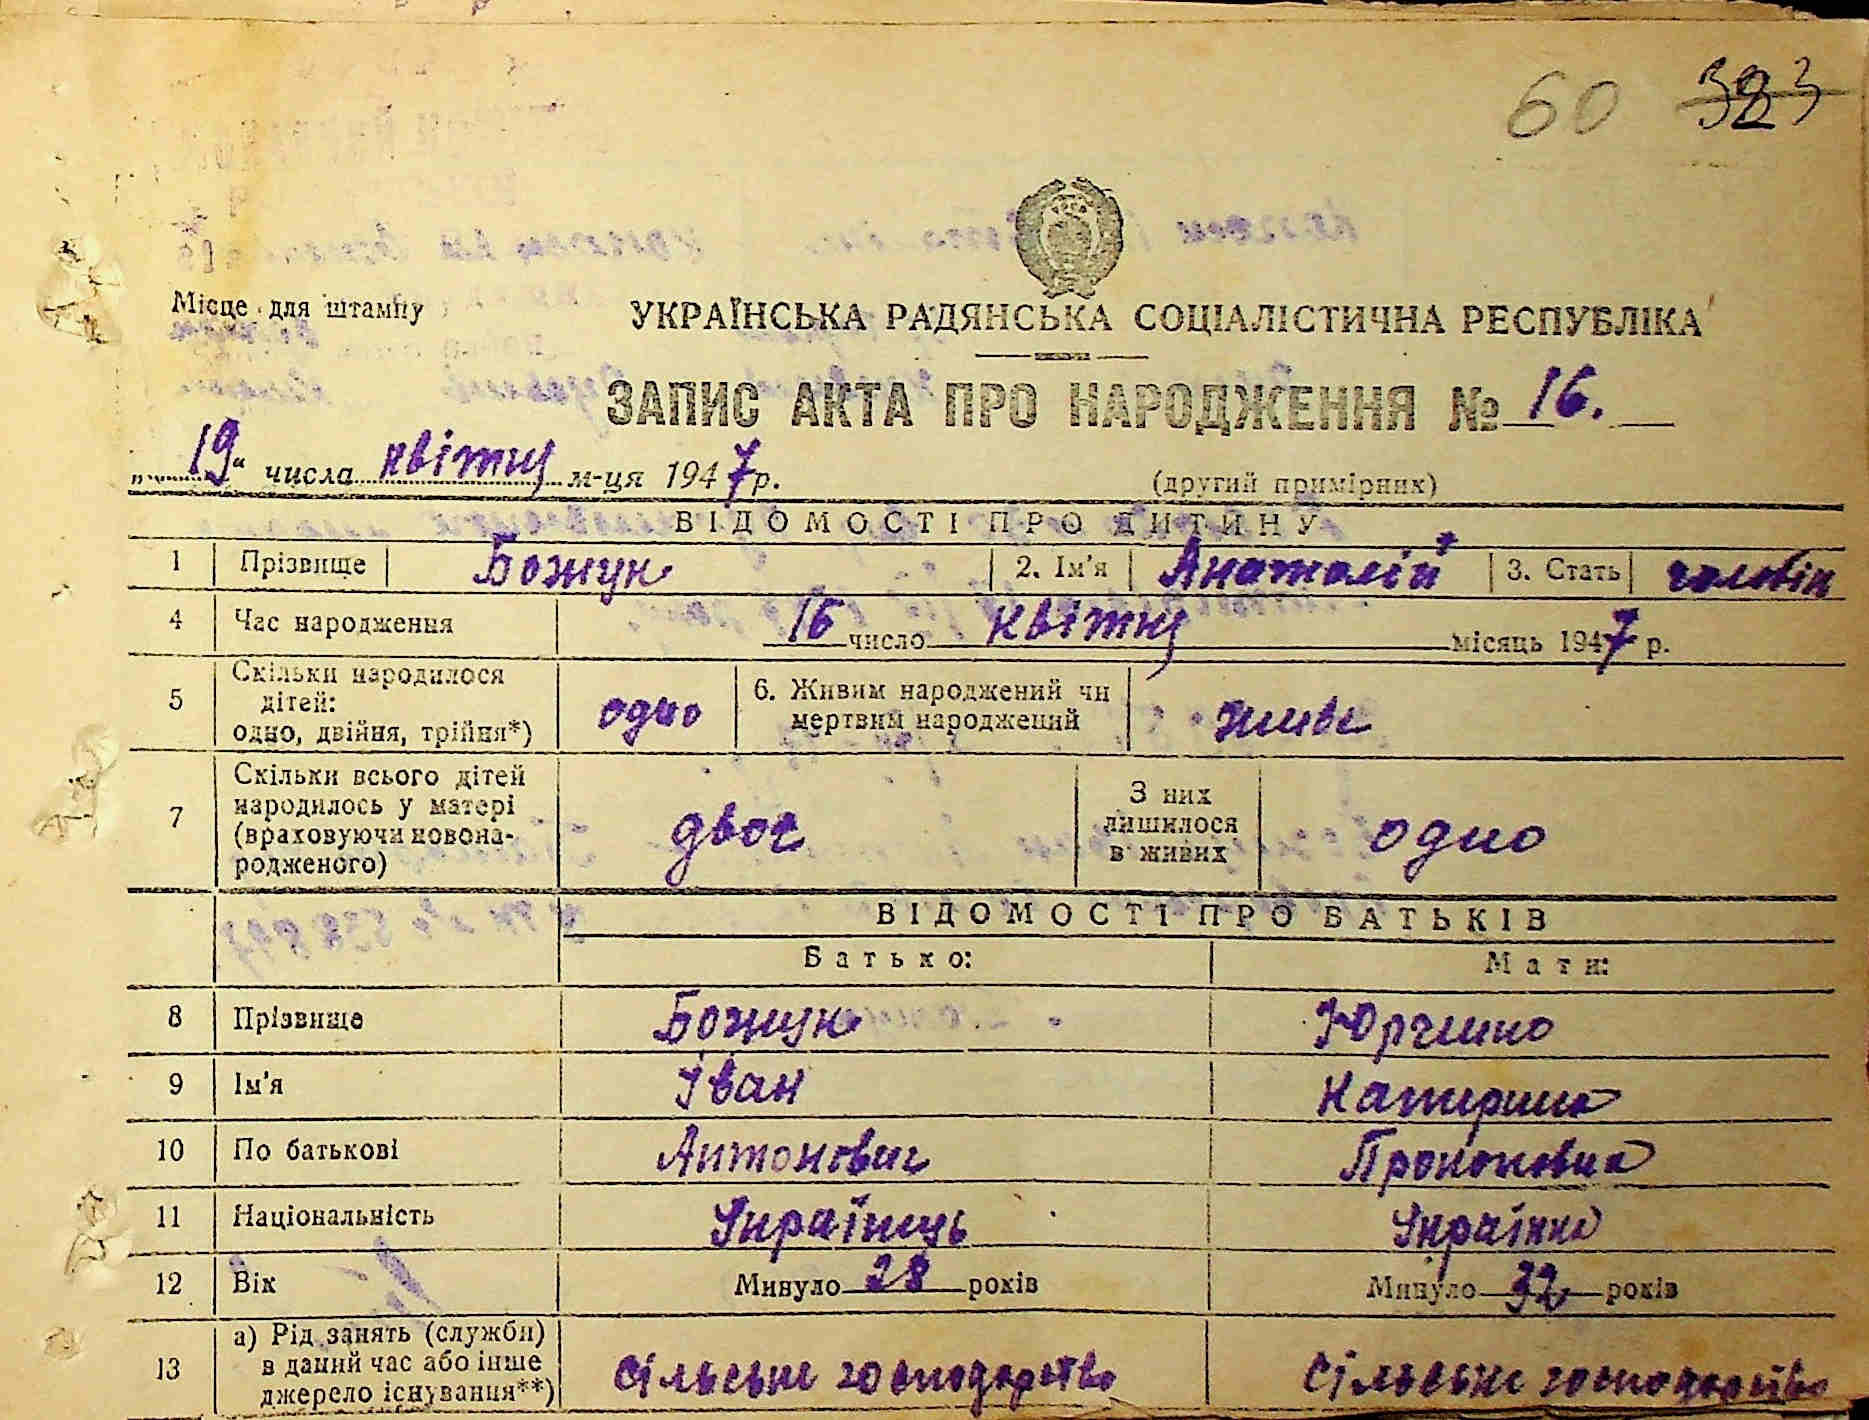 60 383
Місце для штампу
УКРАЇНСЬКА РАДЯНСЬКА СОЦІАЛІСТИЧНА РЕСПУБЛІКА
ЗАПИС АКТА ПРО НАРОДЖЕННЯ № 16.
„19“ числа квітня м-ця 1947 р.
(другий примірник)
ВІДОМОСТІ ПРО ДИТИНУ
1 Прізвище Божук 2. Ім'я Анатолій 3. Стать чоловіч
4 Час народження 16 число квітня місяць 1947 р.
5 Скільки народилося дітей: одно, двійня, трійня*) одно 6. Живим народжений чи мертвим народжений живе
7 Скільки всього дітей народилось у матері (враховуючи новонародженого) двоє З них лишилося в живих одно
ВІДОМОСТІ ПРО БАТЬКІВ
Батько: Мати:
8 Прізвище Божук Юрчишно
9 Ім'я Іван Катерина
10 По батькові Антонович Прокоповна
11 Національність Українець Українка
12 Вік Минуло 28 років Минуло 32 років
13 а) Рід занять (служби) в даний час або інше джерело існування**) Сільське господарство Сільське господарство